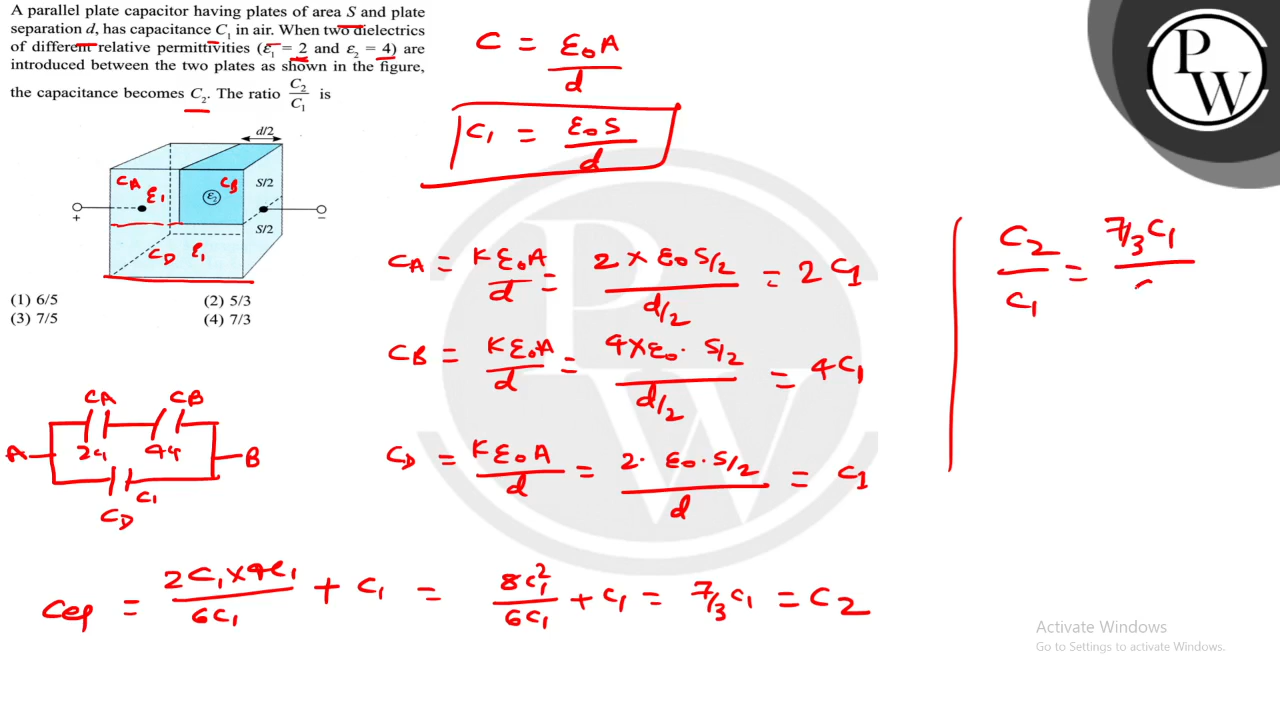 A parallel plate capacitor having plates of area S and plate
separation d, has capacitance C₁ in air. When two dielectrics
of different relative permittivities (ε₁ = 2 and ε₂ = 4) are
introduced between the two plates as shown in the figure,
the capacitance becomes C₂. The ratio C₂/C₁ is
d/2
CA
ε₁
CB
ε₂
S/2
+
−
S/2
CD ε₁
(1) 6/5 (2) 5/3
(3) 7/5 (4) 7/3
C = ε₀A/d
C₁ = ε₀S/d
CA = Kε₀A/d = 2 × ε₀ S/2 / d/2 = 2 C₁
CB = Kε₀A/d = 4×ε₀· S/2 / d/2 = 4C₁
CD = Kε₀A/d = 2· ε₀· S/2 / d = C₁
CA CB
A 2C₁ 4C₁ B
C₁
CD
Ceq = 2C₁×4C₁/6C₁ + C₁ = 8C₁²/6C₁ + C₁ = 7/3 C₁ = C₂
C₂/C₁ = 7/3 C₁
PW
PW
Activate Windows
Go to Settings to activate Windows.